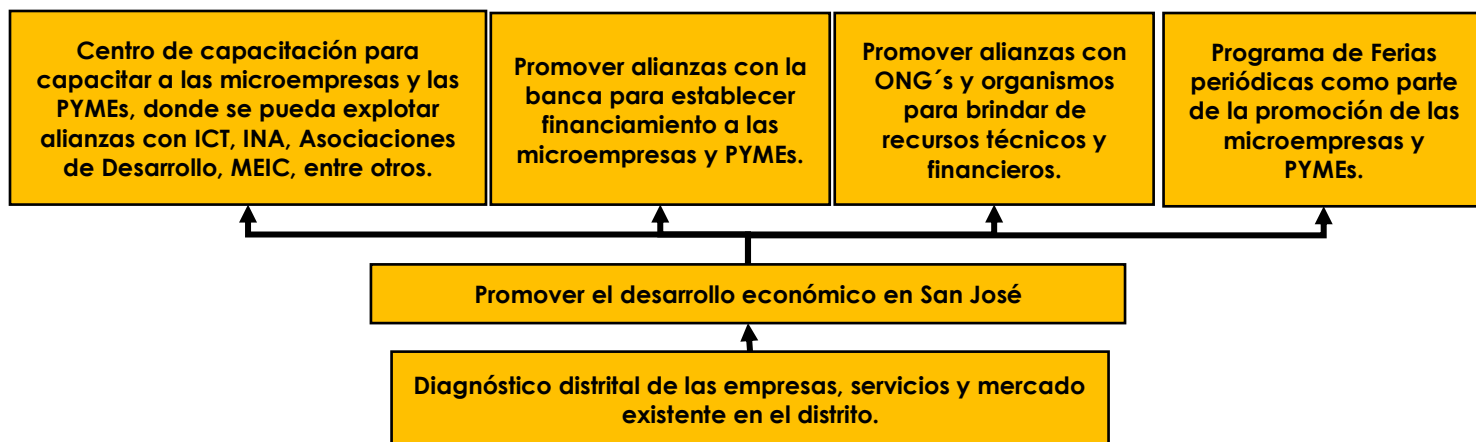 Centro de capacitación para
capacitar a las microempresas y las
PYMEs, donde se pueda explotar
alianzas con ICT, INA, Asociaciones
de Desarrollo, MEIC, entre otros.
Promover alianzas con la
banca para establecer
financiamiento a las
microempresas y PYMEs.
Promover alianzas con
ONG´s y organismos
para brindar de
recursos técnicos y
financieros.
Programa de Ferias
periódicas como parte
de la promoción de las
microempresas y
PYMEs.
Promover el desarrollo económico en San José
Diagnóstico distrital de las empresas, servicios y mercado
existente en el distrito.